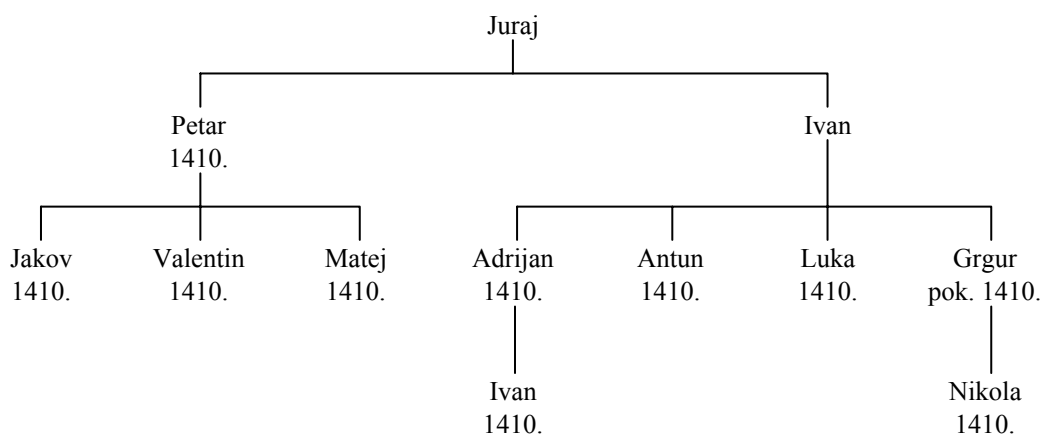 Juraj
Petar Ivan
1410.
Jakov Valentin Matej Adrijan Antun Luka Grgur
1410. 1410. 1410. 1410. 1410. 1410. pok. 1410.
Ivan Nikola
1410. 1410.